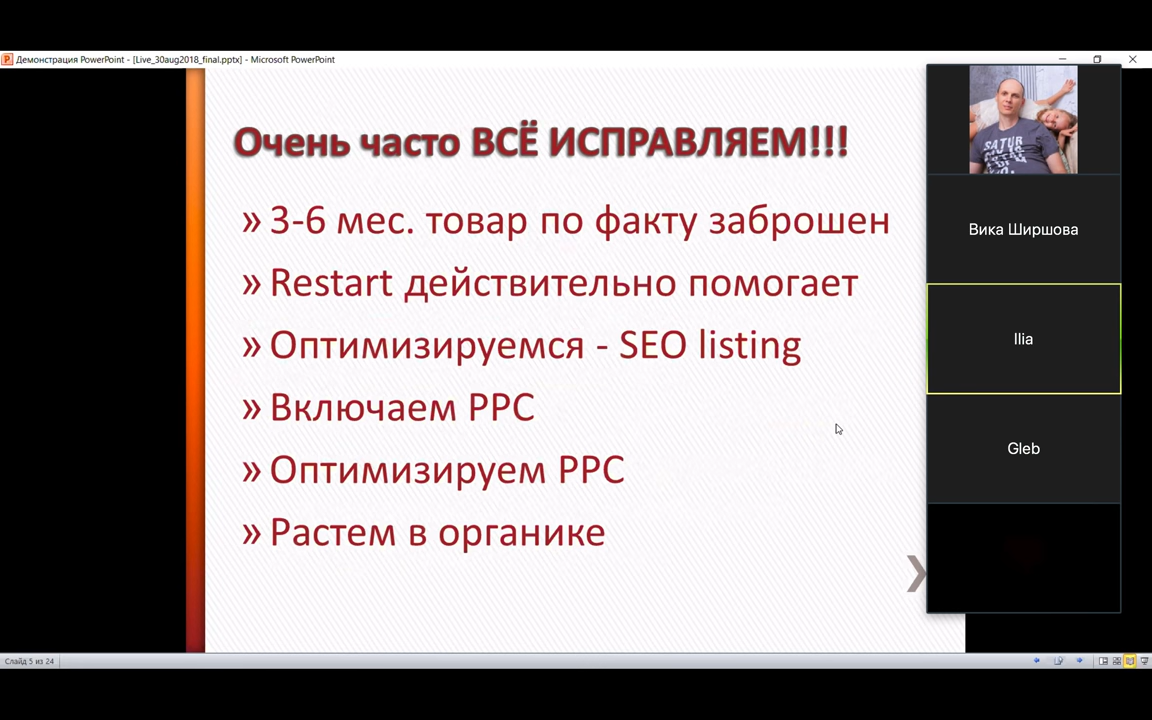 Демонстрация PowerPoint - [Live_30aug2018_final.pptx] - Microsoft PowerPoint
Очень часто ВСЁ ИСПРАВЛЯЕМ!!!
» 3-6 мес. товар по факту заброшен
» Restart действительно помогает
» Оптимизируемся - SEO listing
» Включаем PPC
» Оптимизируем PPC
» Растем в органике
SATUR
Вика Ширшова
Ilia
Gleb
Слайд 5 из 24